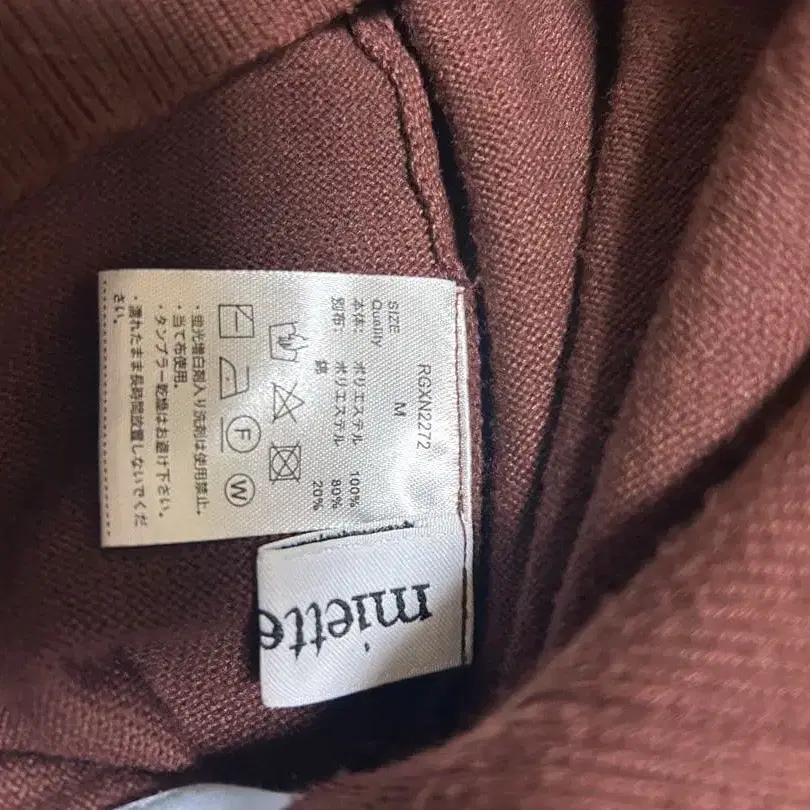 RGXN2272
SIZE M
Quality
本体: ポリエステル 100%
別布: ポリエステル 80%
綿 20%
F W
・蛍光増白剤入り洗剤は使用禁止。
・当て布使用。
・タンブラー乾燥はお避け下さい。
・濡れたまま長時間放置しないでくだ
さい。
miette